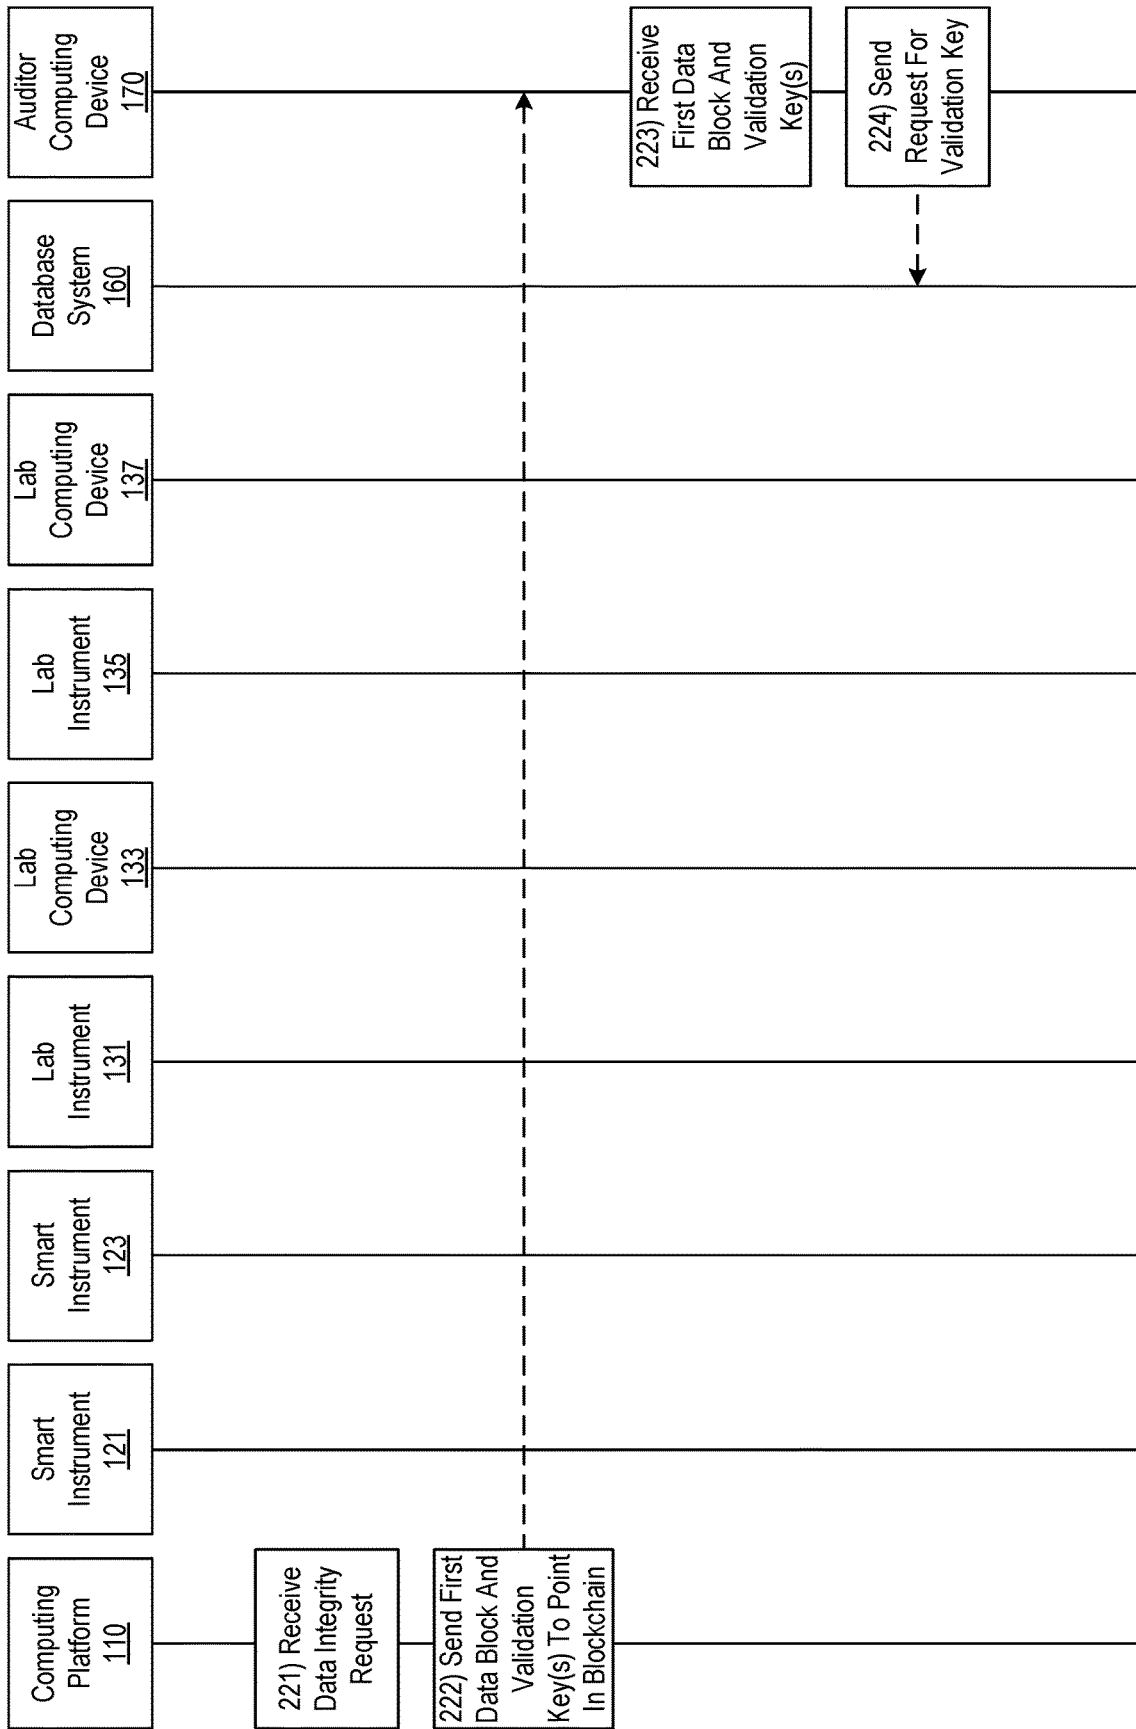 Computing
Platform
110
Smart
Instrument
121
Smart
Instrument
123
Lab
Instrument
131
Lab
Computing
Device
133
Lab
Instrument
135
Lab
Computing
Device
137
Database
System
160
Auditor
Computing
Device
170
221) Receive
Data Integrity
Request
222) Send First
Data Block And
Validation
Key(s) To Point
In Blockchain
223) Receive
First Data
Block And
Validation
Key(s)
224) Send
Request For
Validation Key